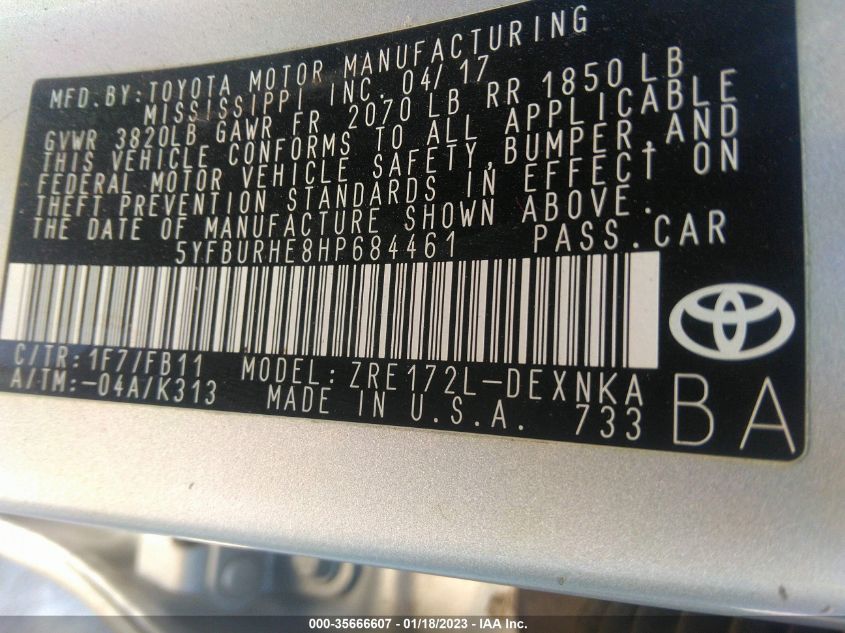 MFD.BY:TOYOTA MOTOR MANUFACTURING
MISSISSIPPI INC. 04/17
GVWR 3820LB GAWR FR 2070 LB RR 1850 LB
THIS VEHICLE CONFORMS TO ALL APPLICABLE
FEDERAL MOTOR VEHICLE SAFETY, BUMPER, AND
THEFT PREVENTION STANDARDS IN EFFECT ON
THE DATE OF MANUFACTURE SHOWN ABOVE.
5YFBURHE8HP684461 PASS.CAR
C/TR:1F7/FB11 MODEL:ZRE172L-DEXNKA
A/TM:-04A/K313 MADE IN U.S.A. 733 BA
000-35666607 - 01/18/2023 - IAA Inc.